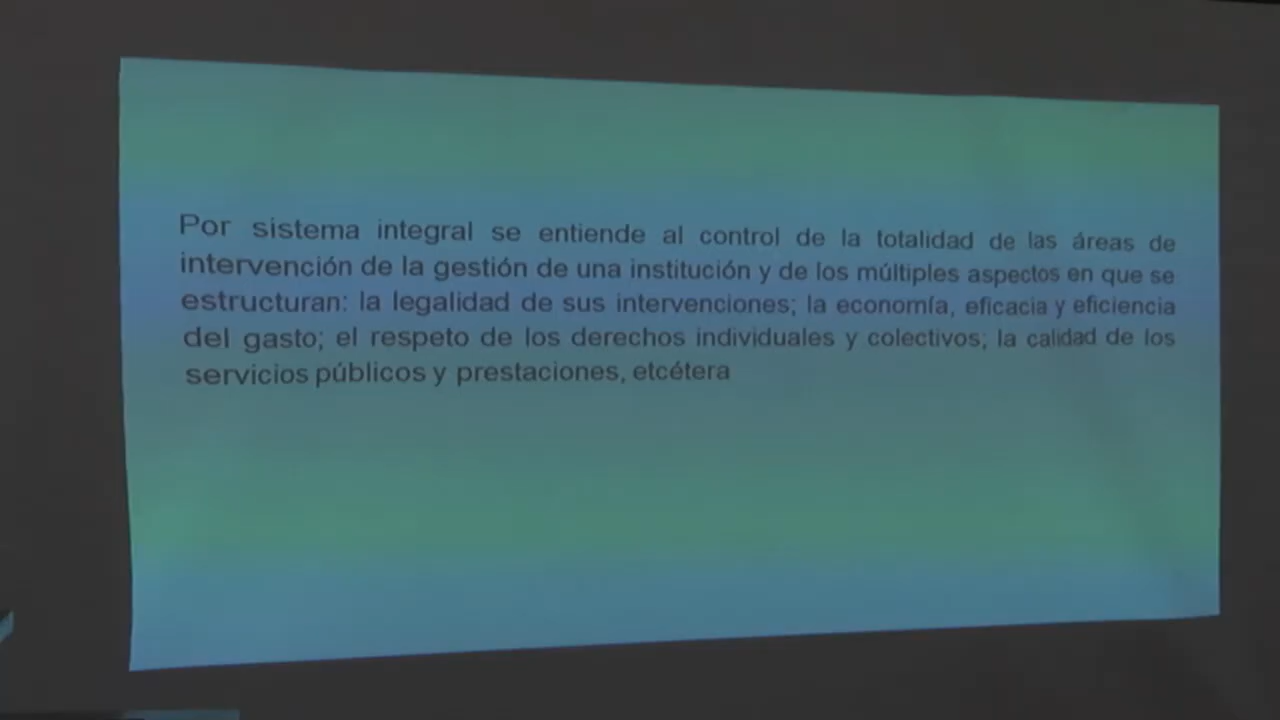 Por sistema integral se entiende al control de la totalidad de las áreas de
intervención de la gestión de una institución y de los múltiples aspectos en que se
estructuran: la legalidad de sus intervenciones; la economía, eficacia y eficiencia
del gasto; el respeto de los derechos individuales y colectivos; la calidad de los
servicios públicos y prestaciones, etcétera